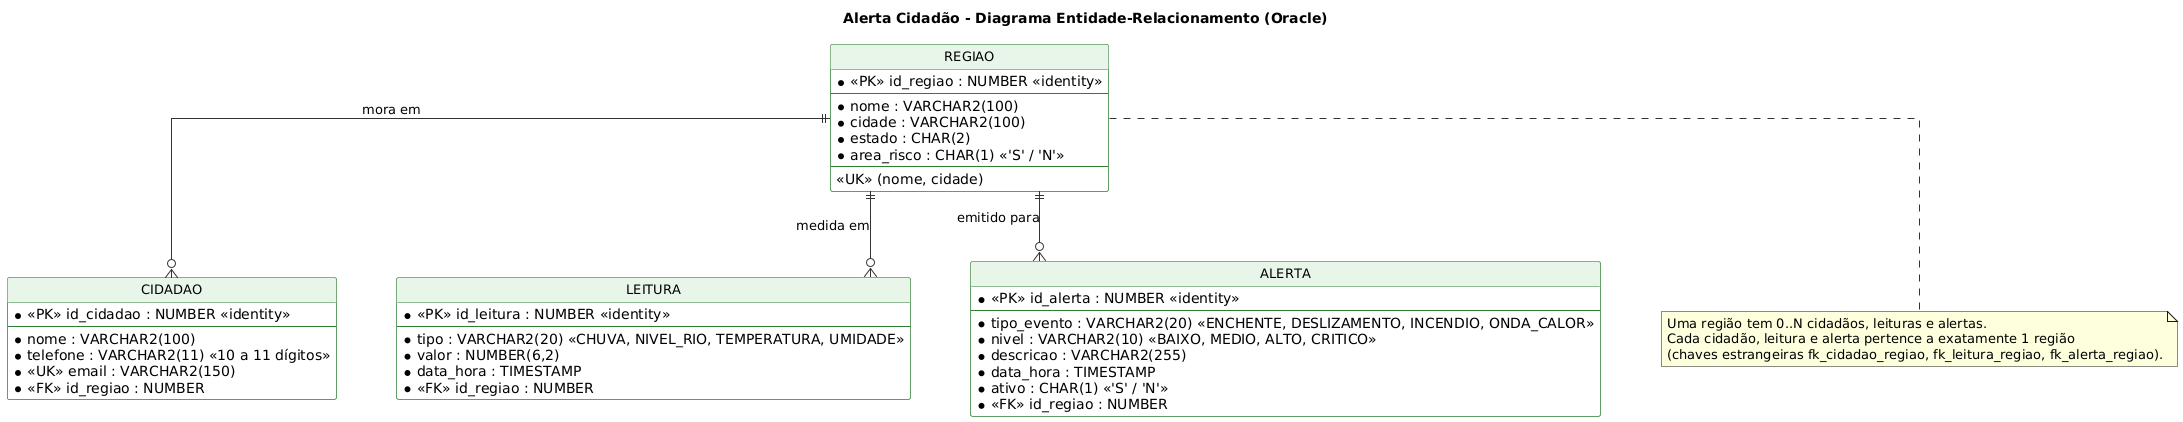 Alerta Cidadão - Diagrama Entidade-Relacionamento (Oracle)
REGIAO
«PK» id_regiao : NUMBER «identity»
nome : VARCHAR2(100)
cidade : VARCHAR2(100)
estado : CHAR(2)
area_risco : CHAR(1) «'S' / 'N'»
«UK» (nome, cidade)
mora em
medida em
emitido para
CIDADAO
«PK» id_cidadao : NUMBER «identity»
nome : VARCHAR2(100)
telefone : VARCHAR2(11) «10 a 11 dígitos»
«UK» email : VARCHAR2(150)
«FK» id_regiao : NUMBER
LEITURA
«PK» id_leitura : NUMBER «identity»
tipo : VARCHAR2(20) «CHUVA, NIVEL_RIO, TEMPERATURA, UMIDADE»
valor : NUMBER(6,2)
data_hora : TIMESTAMP
«FK» id_regiao : NUMBER
ALERTA
«PK» id_alerta : NUMBER «identity»
tipo_evento : VARCHAR2(20) «ENCHENTE, DESLIZAMENTO, INCENDIO, ONDA_CALOR»
nivel : VARCHAR2(10) «BAIXO, MEDIO, ALTO, CRITICO»
descricao : VARCHAR2(255)
data_hora : TIMESTAMP
ativo : CHAR(1) «'S' / 'N'»
«FK» id_regiao : NUMBER
Uma região tem 0..N cidadãos, leituras e alertas.
Cada cidadão, leitura e alerta pertence a exatamente 1 região
(chaves estrangeiras fk_cidadao_regiao, fk_leitura_regiao, fk_alerta_regiao).